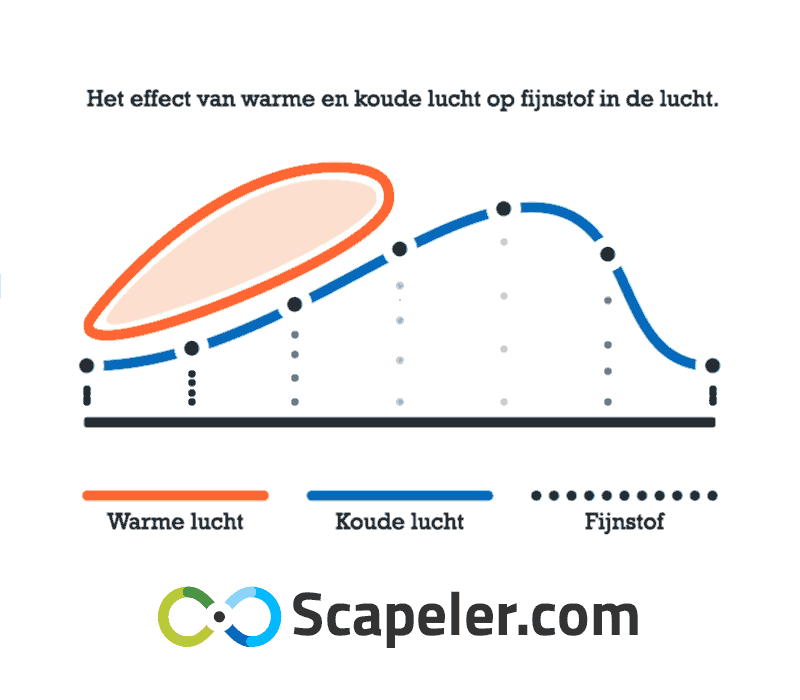 Het effect van warme en koude lucht op fijnstof in de lucht.
Warme lucht
Koude lucht
Fijnstof
Scapeler.com